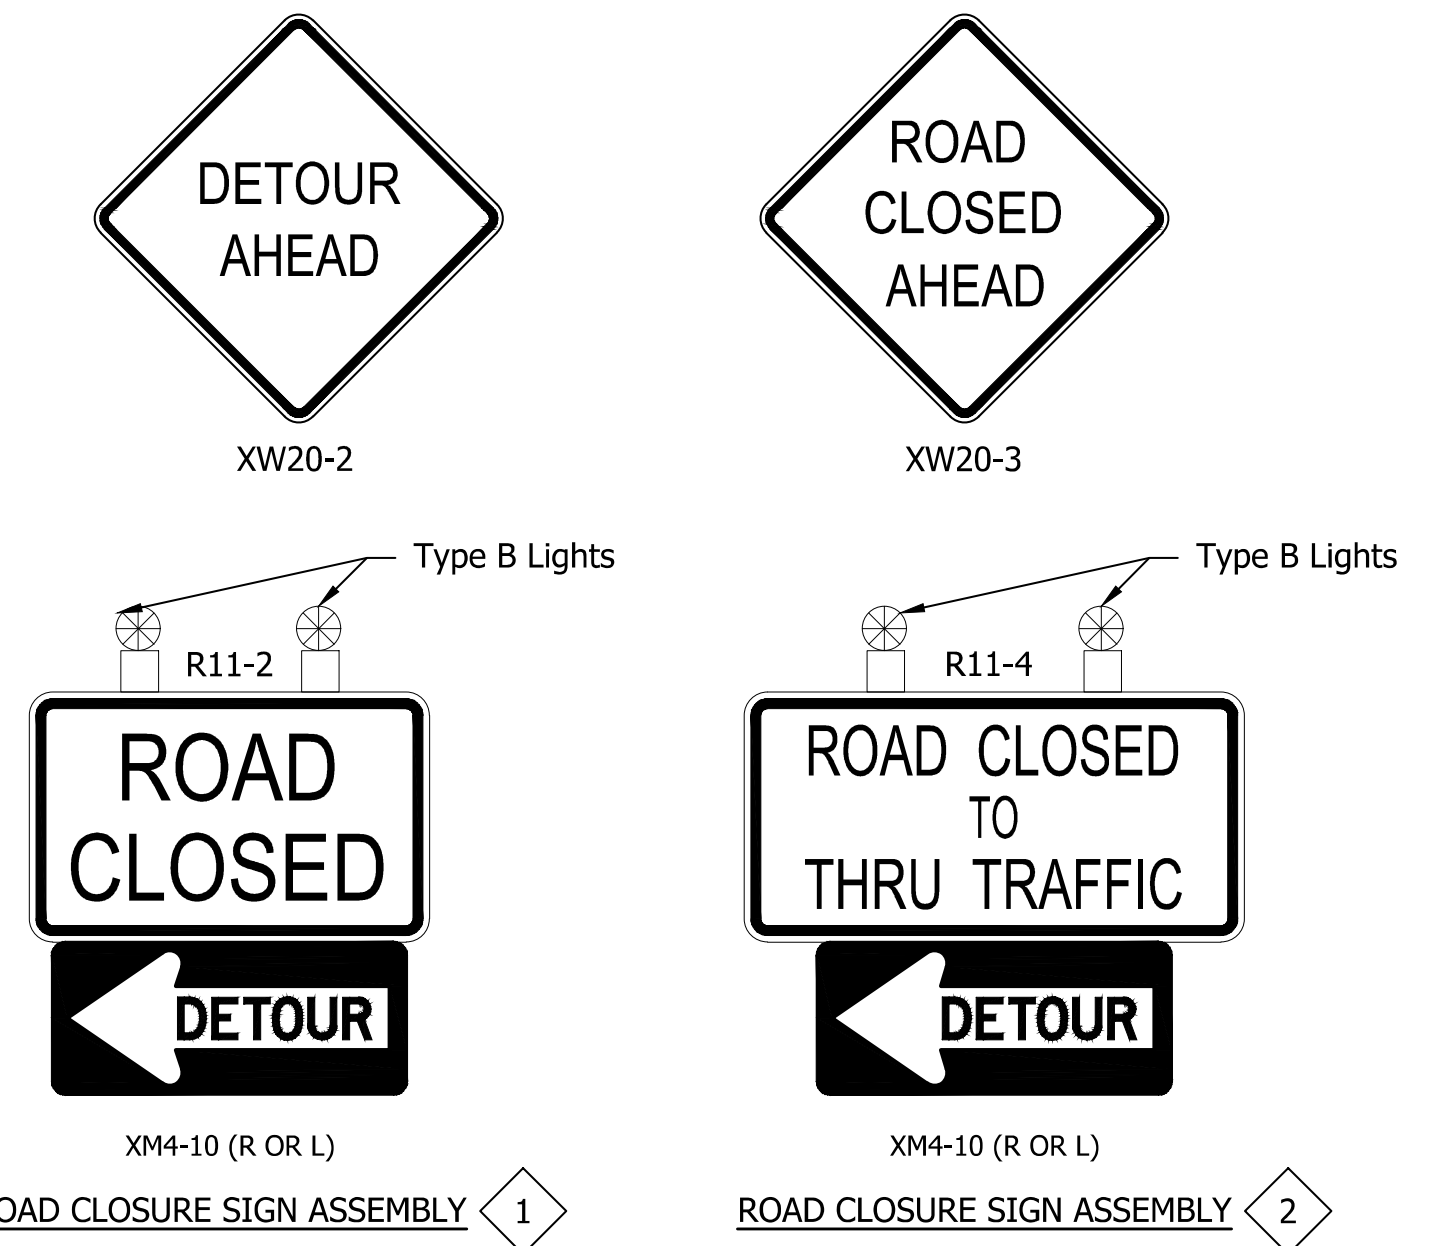 DETOUR
AHEAD
XW20-2
ROAD
CLOSED
AHEAD
XW20-3
Type B Lights
R11-2
ROAD
CLOSED
DETOUR
XM4-10 (R OR L)
OAD CLOSURE SIGN ASSEMBLY 1
Type B Lights
R11-4
ROAD CLOSED
TO
THRU TRAFFIC
DETOUR
XM4-10 (R OR L)
ROAD CLOSURE SIGN ASSEMBLY 2